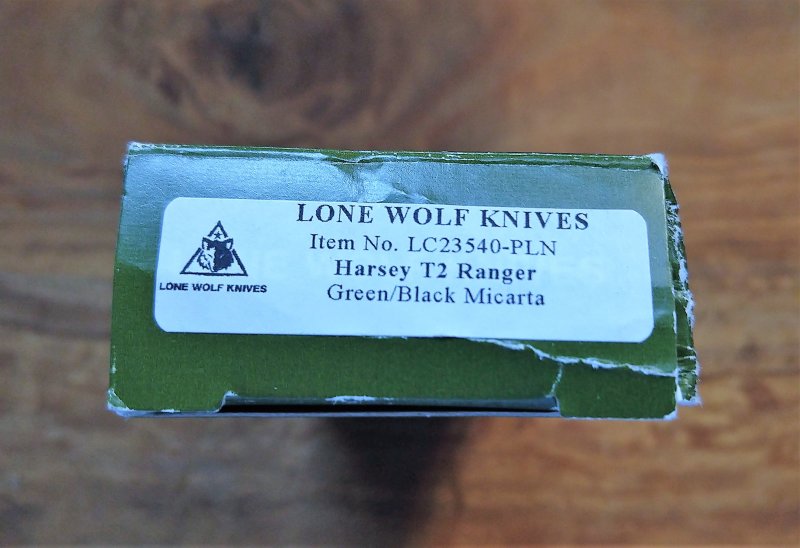 LONE WOLF KNIVES
Item No. LC23540-PLN
Harsey T2 Ranger
Green/Black Micarta
LONE WOLF KNIVES